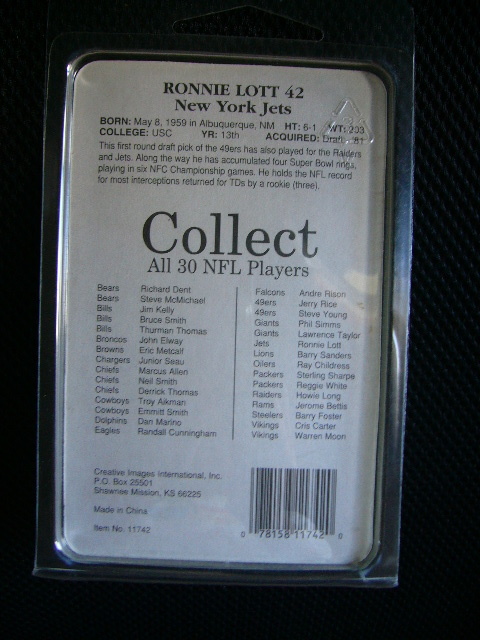 RONNIE LOTT 42
New York Jets
BORN: May 8, 1959 in Albuquerque, NM HT: 6-1 WT: 203
COLLEGE: USC YR: 13th ACQUIRED: Draft 81
This first round draft pick of the 49ers has also played for the Raiders
and Jets. Along the way he has accumulated four Super Bowl rings,
playing in six NFC Championship games. He holds the NFL record
for most interceptions returned for TDs by a rookie (three).
Collect
All 30 NFL Players
Bears Richard Dent
Bears Steve McMichael
Bills Jim Kelly
Bills Bruce Smith
Bills Thurman Thomas
Broncos John Elway
Browns Eric Metcalf
Chargers Junior Seau
Chiefs Marcus Allen
Chiefs Neil Smith
Chiefs Derrick Thomas
Cowboys Troy Aikman
Cowboys Emmitt Smith
Dolphins Dan Marino
Eagles Randall Cunningham
Falcons Andre Rison
49ers Jerry Rice
49ers Steve Young
Giants Phil Simms
Giants Lawrence Taylor
Jets Ronnie Lott
Lions Barry Sanders
Oilers Ray Childress
Packers Sterling Sharpe
Packers Reggie White
Raiders Howie Long
Rams Jerome Bettis
Steelers Barry Foster
Vikings Cris Carter
Vikings Warren Moon
Creative Images International, Inc.
P.O. Box 25501
Shawnee Mission, KS 66225
Made in China
Item No. 11742
0 78158 11742 0